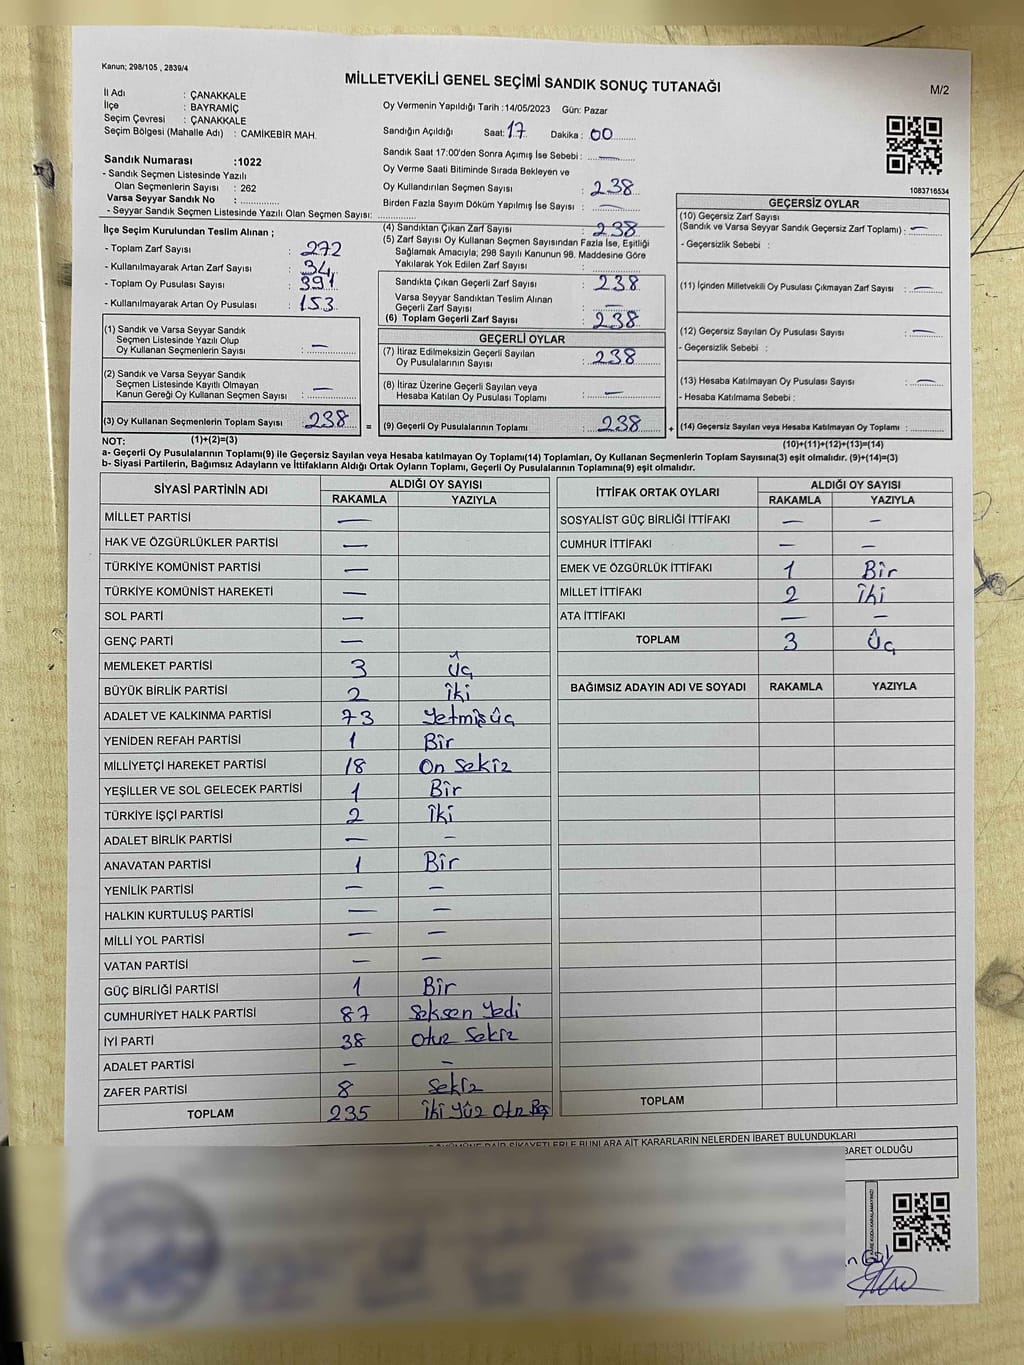 Kanun; 298/105 , 2839/4
MİLLETVEKİLİ GENEL SEÇİMİ SANDIK SONUÇ TUTANAĞI
M/2
İl Adı : ÇANAKKALE
İlçe : BAYRAMİÇ
Seçim Çevresi : ÇANAKKALE
Seçim Bölgesi (Mahalle Adı) : CAMİKEBİR MAH.
Sandık Numarası :1022
- Sandık Seçmen Listesinde Yazılı
Olan Seçmenlerin Sayısı : 262
Varsa Seyyar Sandık No :
- Seyyar Sandık Seçmen Listesinde Yazılı Olan Seçmen Sayısı:
Oy Vermenin Yapıldığı Tarih :14/05/2023 Gün: Pazar
Sandığın Açıldığı Saat: 17 Dakika : 00
Sandık Saat 17:00'den Sonra Açımış İse Sebebi : —
Oy Verme Saati Bitiminde Sırada Bekleyen ve
Oy Kullandırılan Seçmen Sayısı : 238
Birden Fazla Sayım Döküm Yapılmış İse Sayısı : —
1083716534
İlçe Seçim Kurulundan Teslim Alınan ;
- Toplam Zarf Sayısı : 272
- Kullanılmayarak Artan Zarf Sayısı : 34
- Toplam Oy Pusulası Sayısı : 391
- Kullanılmayarak Artan Oy Pusulası : 153
(1) Sandık ve Varsa Seyyar Sandık
Seçmen Listesinde Yazılı Olup
Oy Kullanan Seçmenlerin Sayısı : —
(2) Sandık ve Varsa Seyyar Sandık
Seçmen Listesinde Kayıtlı Olmayan
Kanun Gereği Oy Kullanan Seçmen Sayısı : —
(3) Oy Kullanan Seçmenlerin Toplam Sayısı : 238 =
(4) Sandıktan Çıkan Zarf Sayısı : 238
(5) Zarf Sayısı Oy Kullanan Seçmen Sayısından Fazla İse, Eşitliği
Sağlamak Amacıyla; 298 Sayılı Kanunun 98. Maddesine Göre
Yakılarak Yok Edilen Zarf Sayısı :
Sandıkta Çıkan Geçerli Zarf Sayısı : 238
Varsa Seyyar Sandıktan Teslim Alınan
Geçerli Zarf Sayısı : —
(6) Toplam Geçerli Zarf Sayısı : 238
GEÇERLİ OYLAR
(7) İtiraz Edilmeksizin Geçerli Sayılan
Oy Pusulalarının Sayısı : 238
(8) İtiraz Üzerine Geçerli Sayılan veya
Hesaba Katılan Oy Pusulası Toplamı : —
(9) Geçerli Oy Pusulalarının Toplamı : 238 +
GEÇERSİZ OYLAR
(10) Geçersiz Zarf Sayısı
(Sandık ve Varsa Seyyar Sandık Geçersiz Zarf Toplamı) : —
- Geçersizlik Sebebi :
(11) İçinden Milletvekili Oy Pusulası Çıkmayan Zarf Sayısı : —
(12) Geçersiz Sayılan Oy Pusulası Sayısı : —
- Geçersizlik Sebebi :
(13) Hesaba Katılmayan Oy Pusulası Sayısı : —
- Hesaba Katılmama Sebebi :
(14) Geçersiz Sayılan veya Hesaba Katılmayan Oy Toplamı :
NOT: (1)+(2)=(3)
(10)+(11)+(12)+(13)=(14)
a- Geçerli Oy Pusulalarının Toplamı(9) ile Geçersiz Sayılan veya Hesaba katılmayan Oy Toplamı(14) Toplamları, Oy Kullanan Seçmenlerin Toplam Sayısına(3) eşit olmalıdır. (9)+(14)=(3)
b- Siyasi Partilerin, Bağımsız Adayların ve İttifakların Aldığı Ortak Oyların Toplamı, Geçerli Oy Pusulalarının Toplamına(9) eşit olmalıdır.
SİYASİ PARTİNİN ADI ALDIĞI OY SAYISI
RAKAMLA YAZIYLA
MİLLET PARTİSİ —
HAK VE ÖZGÜRLÜKLER PARTİSİ —
TÜRKİYE KOMÜNİST PARTİSİ —
TÜRKİYE KOMÜNİST HAREKETİ —
SOL PARTİ —
GENÇ PARTİ —
MEMLEKET PARTİSİ 3 Üç
BÜYÜK BİRLİK PARTİSİ 2 İki
ADALET VE KALKINMA PARTİSİ 73 Yetmiş üç
YENİDEN REFAH PARTİSİ 1 Bir
MİLLİYETÇİ HAREKET PARTİSİ 18 On Sekiz
YEŞİLLER VE SOL GELECEK PARTİSİ 1 Bir
TÜRKİYE İŞÇİ PARTİSİ 2 İki
ADALET BİRLİK PARTİSİ — —
ANAVATAN PARTİSİ 1 Bir
YENİLİK PARTİSİ — —
HALKIN KURTULUŞ PARTİSİ — —
MİLLİ YOL PARTİSİ — —
VATAN PARTİSİ — —
GÜÇ BİRLİĞİ PARTİSİ 1 Bir
CUMHURİYET HALK PARTİSİ 87 Seksen Yedi
İYİ PARTİ 38 Otuz Sekiz
ADALET PARTİSİ — —
ZAFER PARTİSİ 8 Sekiz
TOPLAM 235 İki Yüz Otuz Beş
İTTİFAK ORTAK OYLARI ALDIĞI OY SAYISI
RAKAMLA YAZIYLA
SOSYALİST GÜÇ BİRLİĞİ İTTİFAKI — —
CUMHUR İTTİFAKI — —
EMEK VE ÖZGÜRLÜK İTTİFAKI 1 Bir
MİLLET İTTİFAKI 2 İki
ATA İTTİFAKI — —
TOPLAM 3 Üç
BAĞIMSIZ ADAYIN ADI VE SOYADI RAKAMLA YAZIYLA
TOPLAM
DÖKÜMÜNE DAİR ŞİKAYETLERLE BUNLARA AİT KARARLARIN NELERDEN İBARET BULUNDUKLARI
İBARET OLDUĞU